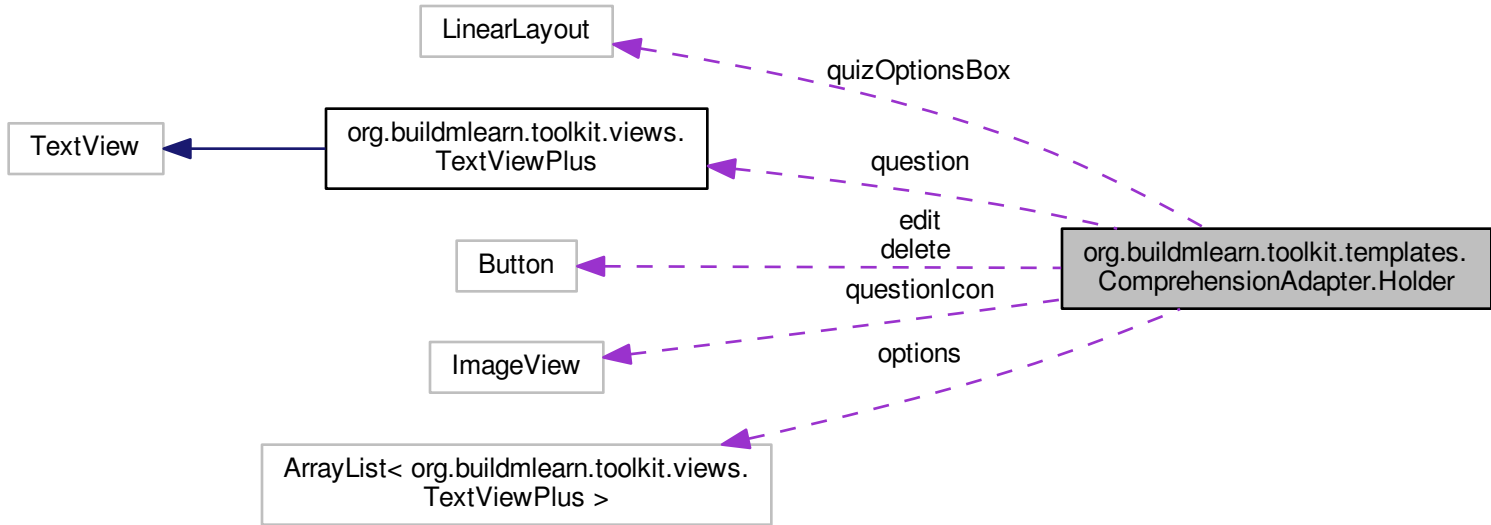 LinearLayout
quizOptionsBox
TextView
org.buildmlearn.toolkit.views.
TextViewPlus
question
edit
delete
Button
org.buildmlearn.toolkit.templates.
ComprehensionAdapter.Holder
questionIcon
ImageView
options
ArrayList< org.buildmlearn.toolkit.views.
TextViewPlus >